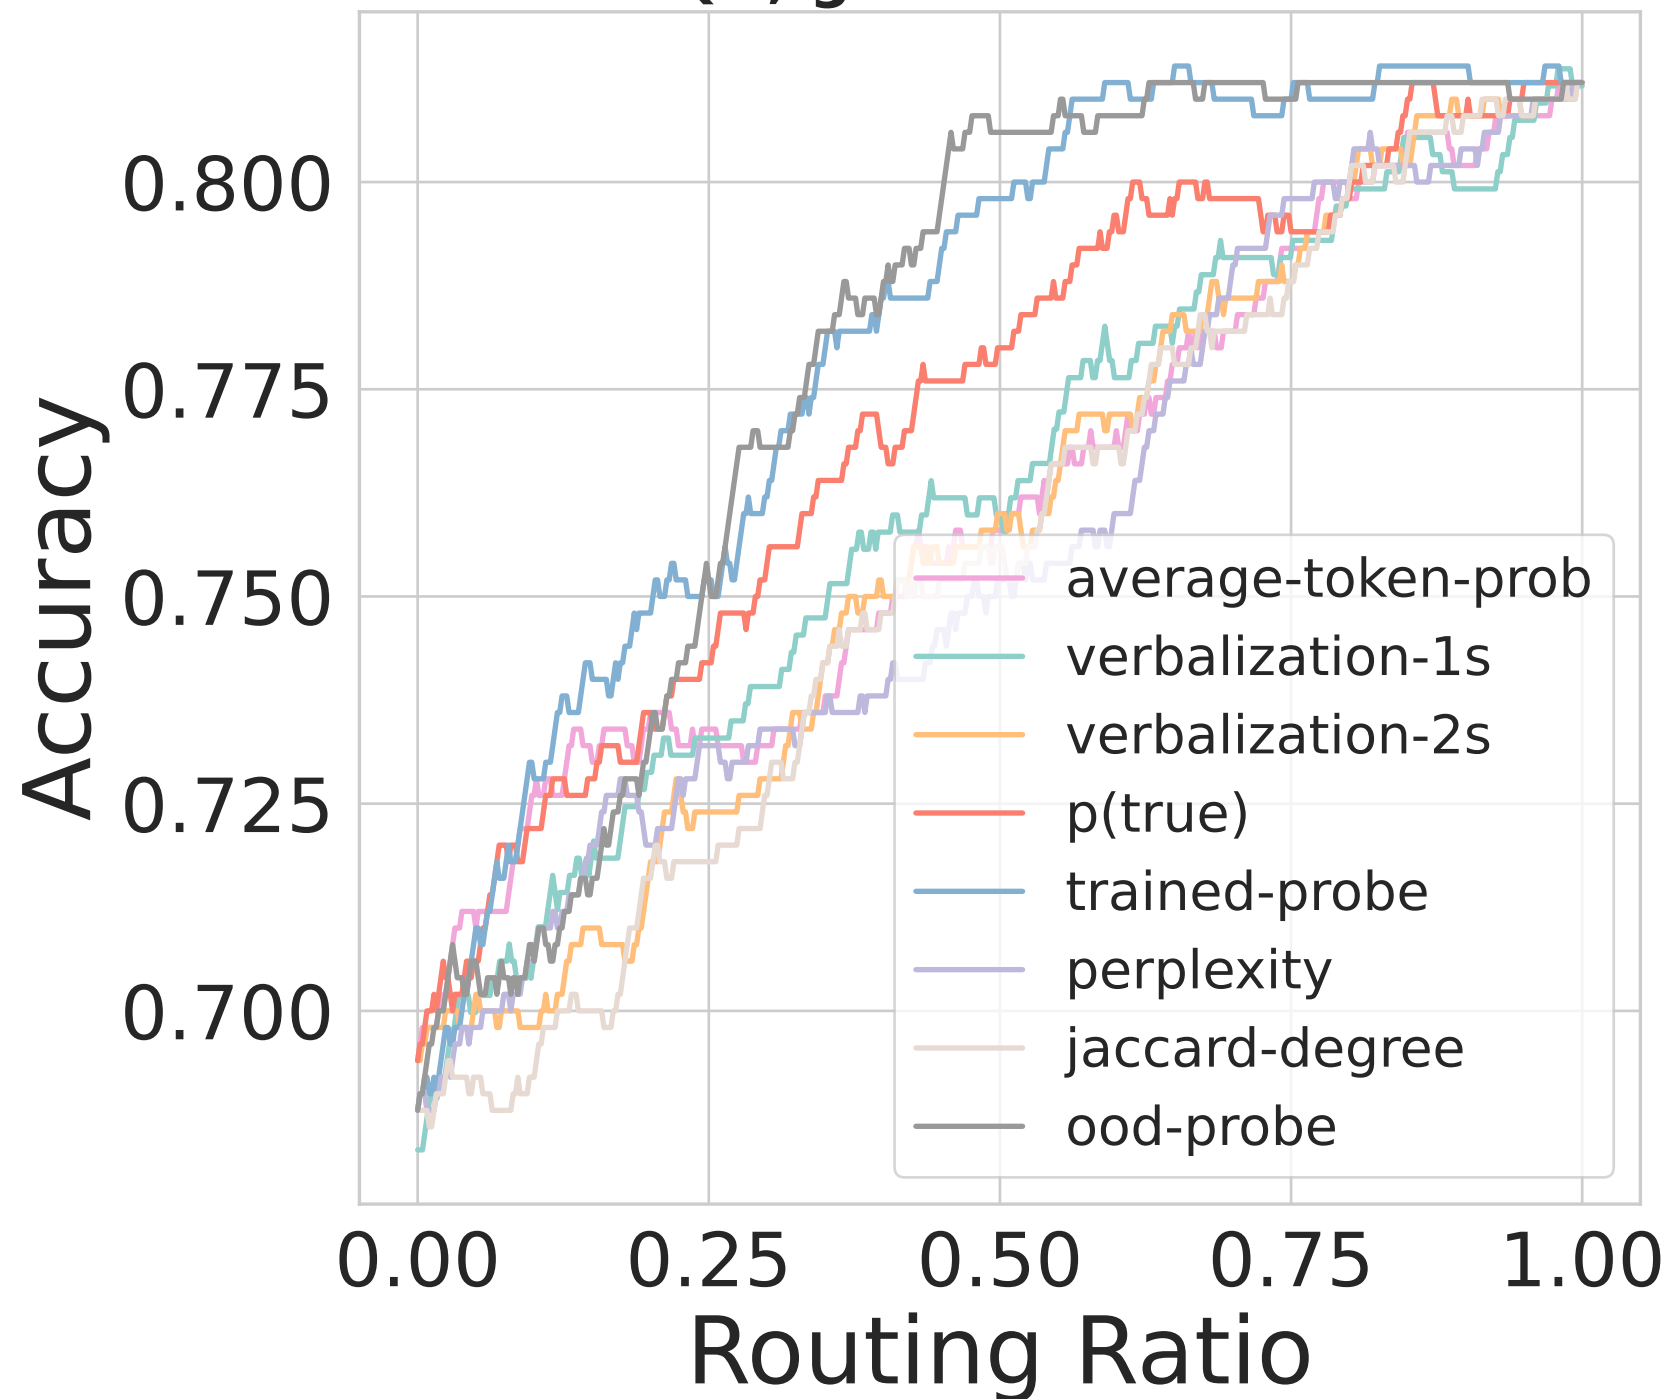 0.800
0.775
0.750
0.725
0.700
Accuracy
average-token-prob
verbalization-1s
verbalization-2s
p(true)
trained-probe
perplexity
jaccard-degree
ood-probe
0.00 0.25 0.50 0.75 1.00
Routing Ratio